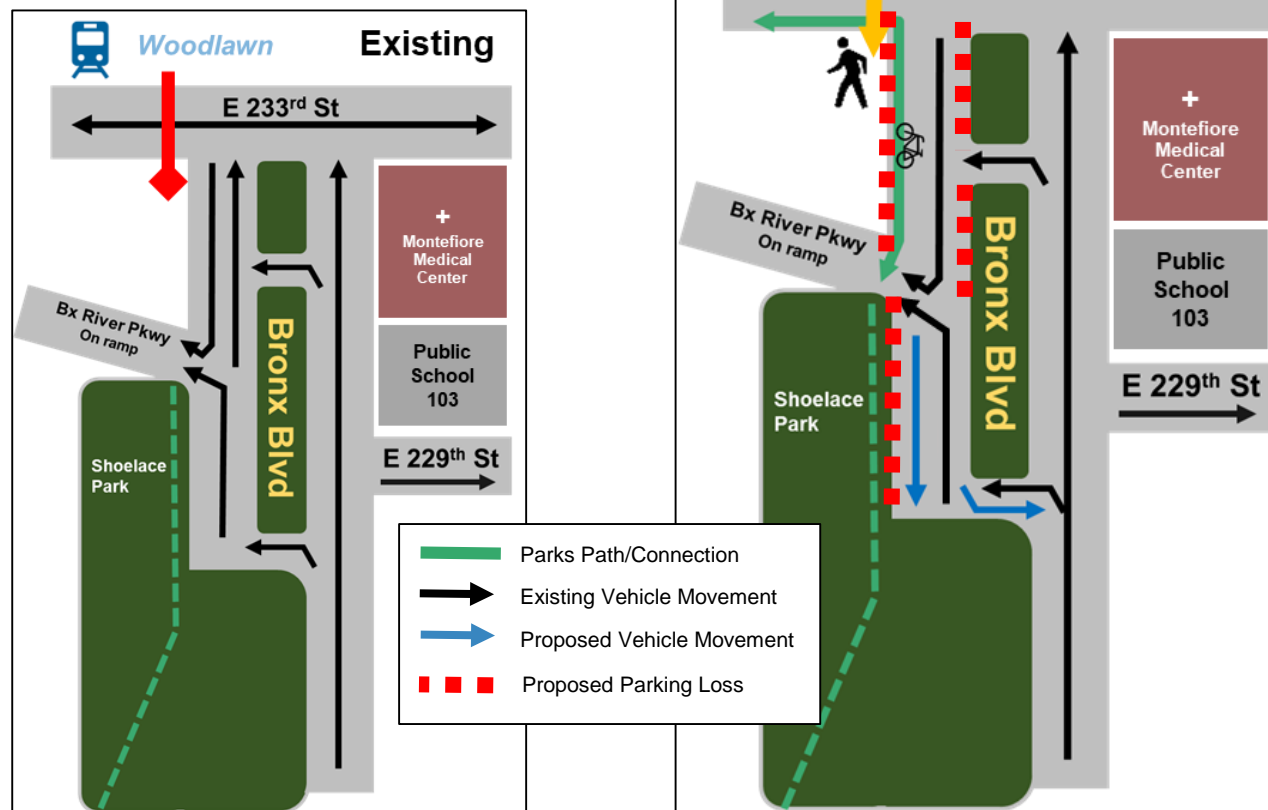 Woodlawn
Existing
E 233rd St
+
Montefiore
Medical
Center
Bx River Pkwy
On ramp
Public
School
103
Bronx Blvd
E 229th St
Shoelace
Park
Parks Path/Connection
Existing Vehicle Movement
Proposed Vehicle Movement
Proposed Parking Loss
+
Montefiore
Medical
Center
Bx River Pkwy
On ramp
Bronx Blvd
Public
School
103
E 229th St
Shoelace
Park